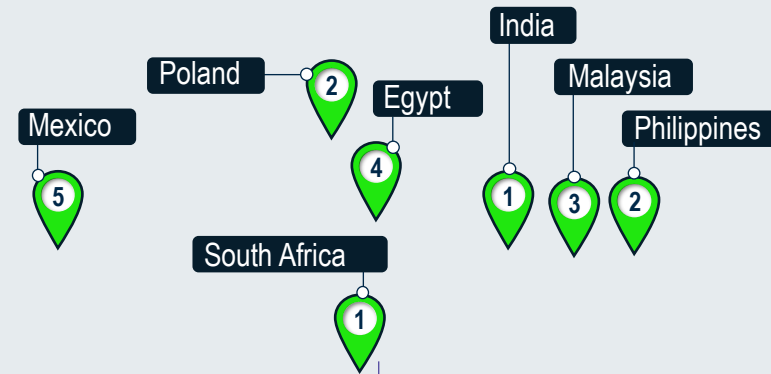 India
Poland
2
Malaysia
Egypt
Mexico
Philippines
4
5
1
3
2
South Africa
1